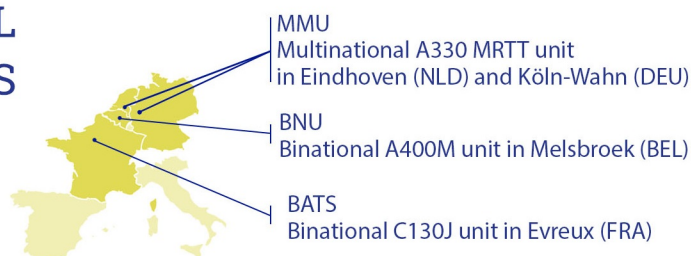 L
S
MMU
Multinational A330 MRTT unit
in Eindhoven (NLD) and Köln-Wahn (DEU)
BNU
Binational A400M unit in Melsbroek (BEL)
BATS
Binational C130J unit in Evreux (FRA)